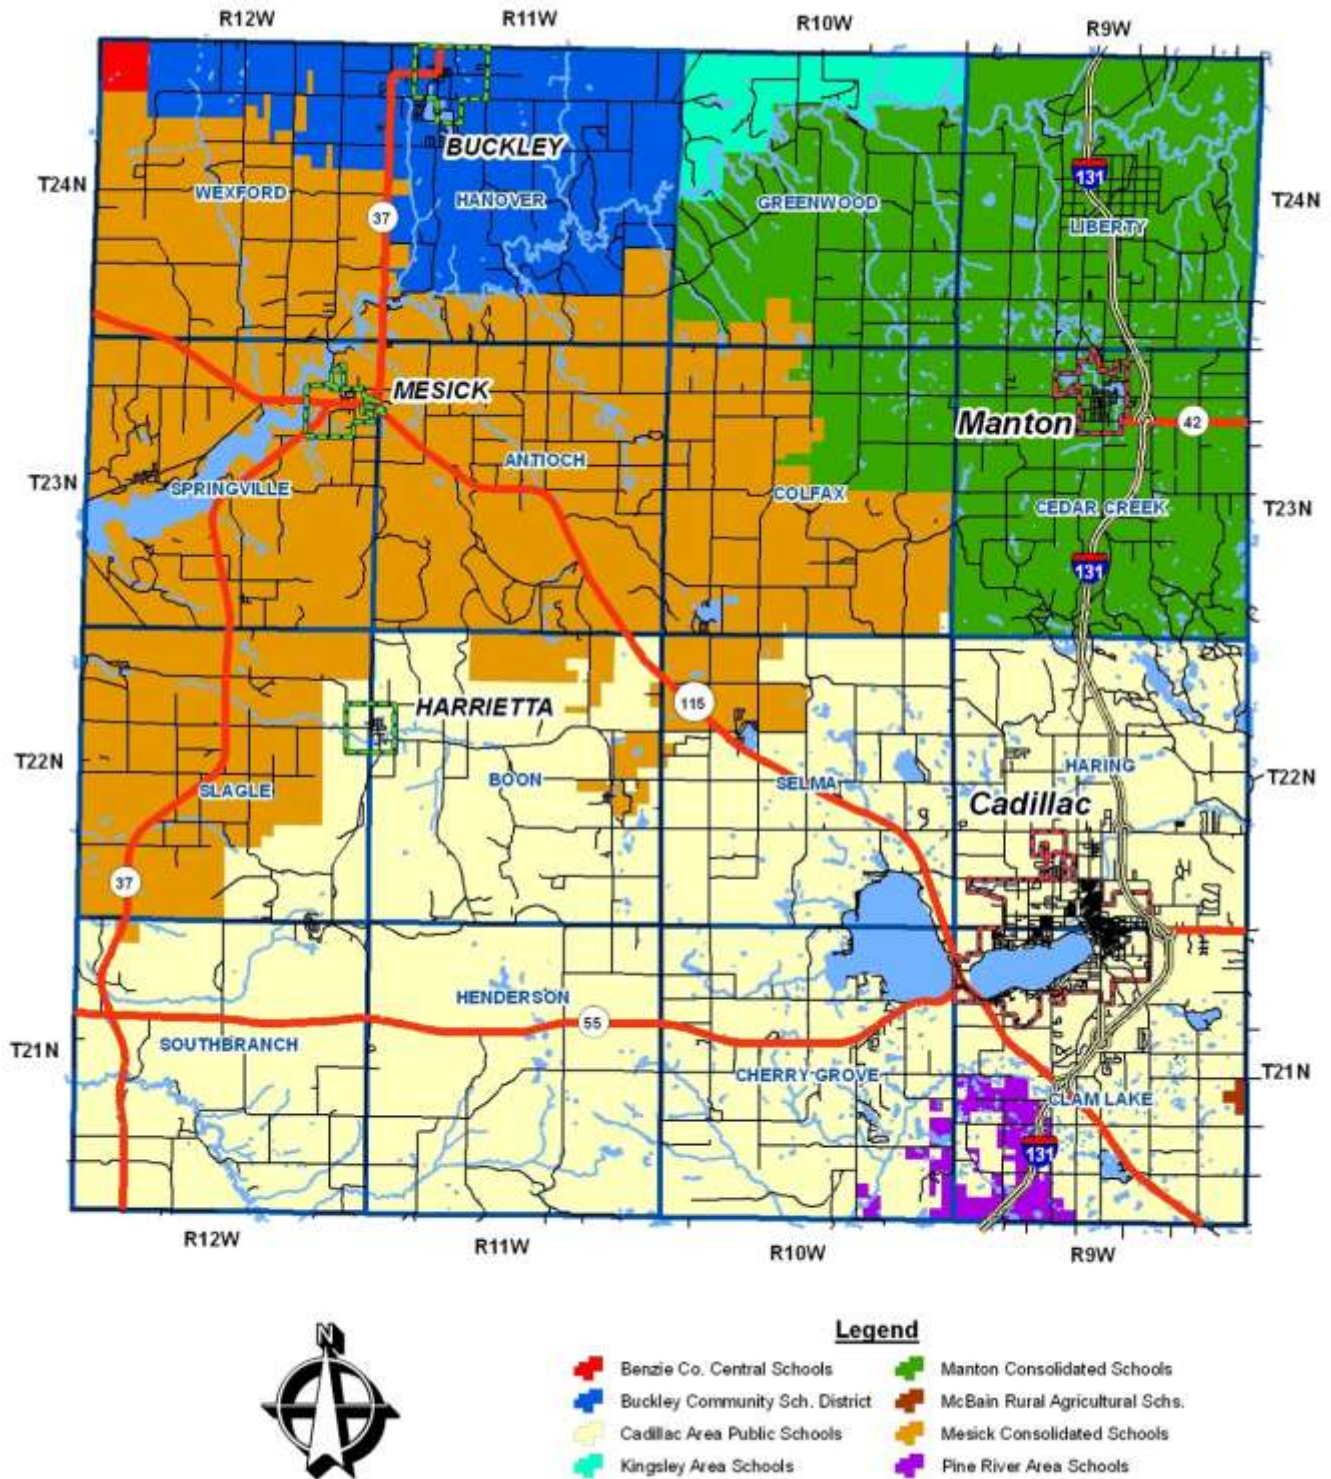 R12W
R11W
R10W
R9W
BUCKLEY
131
T24N
WEXFORD
HANOVER
GREENWOOD
T24N
37
LIBERTY
MESICK
Manton
42
ANTIOCH
T23N
SPRINGVILLE
COLFAX
CEDAR CREEK
T23N
131
HARRIETTA
115
T22N
SLAGLE
BOON
SELMA
HARING
T22N
Cadillac
37
HENDERSON
55
T21N
SOUTHBRANCH
CHERRY GROVE
T21N
CLAM LAKE
131
R12W
R11W
R10W
R9W
N
Legend
Benzie Co. Central Schools
Manton Consolidated Schools
Buckley Community Sch. District
McBain Rural Agricultural Schs.
Cadillac Area Public Schools
Mesick Consolidated Schools
Kingsley Area Schools
Pine River Area Schools